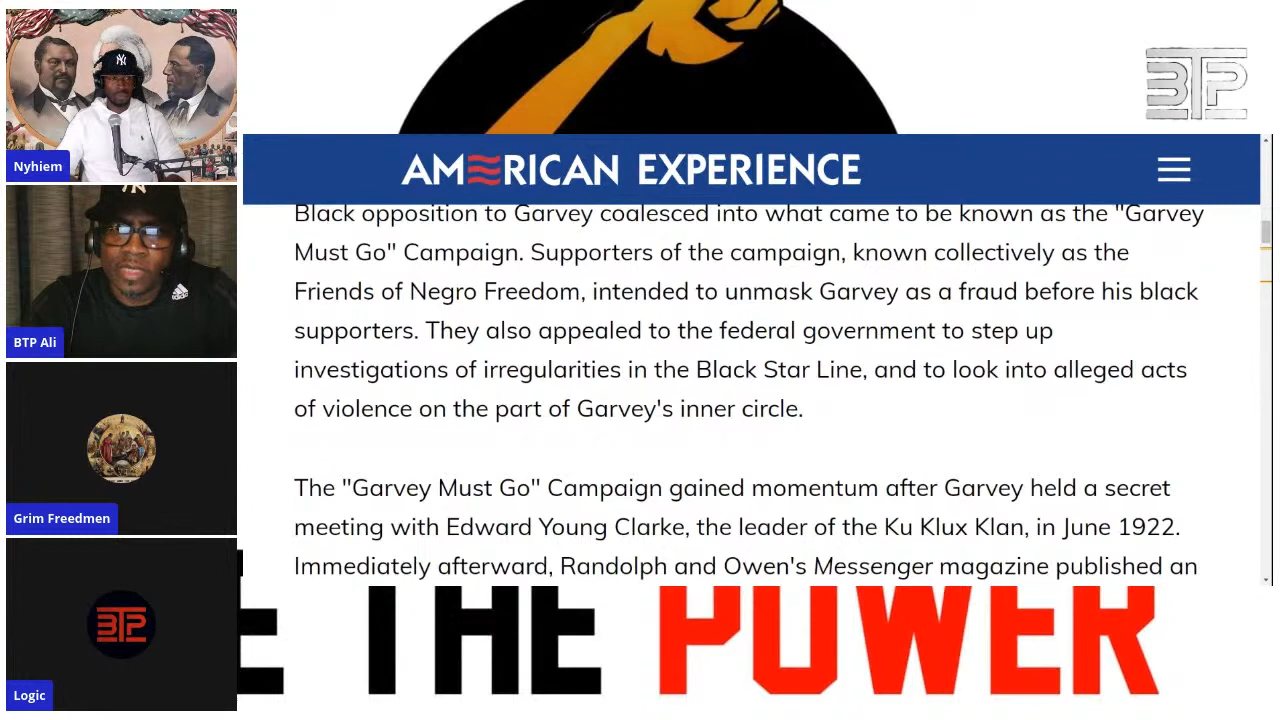 Nyhiem
BTP Ali
Grim Freedmen
BTP
Logic
BTP
AMERICAN EXPERIENCE
Black opposition to Garvey coalesced into what came to be known as the "Garvey
Must Go" Campaign. Supporters of the campaign, known collectively as the
Friends of Negro Freedom, intended to unmask Garvey as a fraud before his black
supporters. They also appealed to the federal government to step up
investigations of irregularities in the Black Star Line, and to look into alleged acts
of violence on the part of Garvey's inner circle.
The "Garvey Must Go" Campaign gained momentum after Garvey held a secret
meeting with Edward Young Clarke, the leader of the Ku Klux Klan, in June 1922.
Immediately afterward, Randolph and Owen's Messenger magazine published an
THE POWER